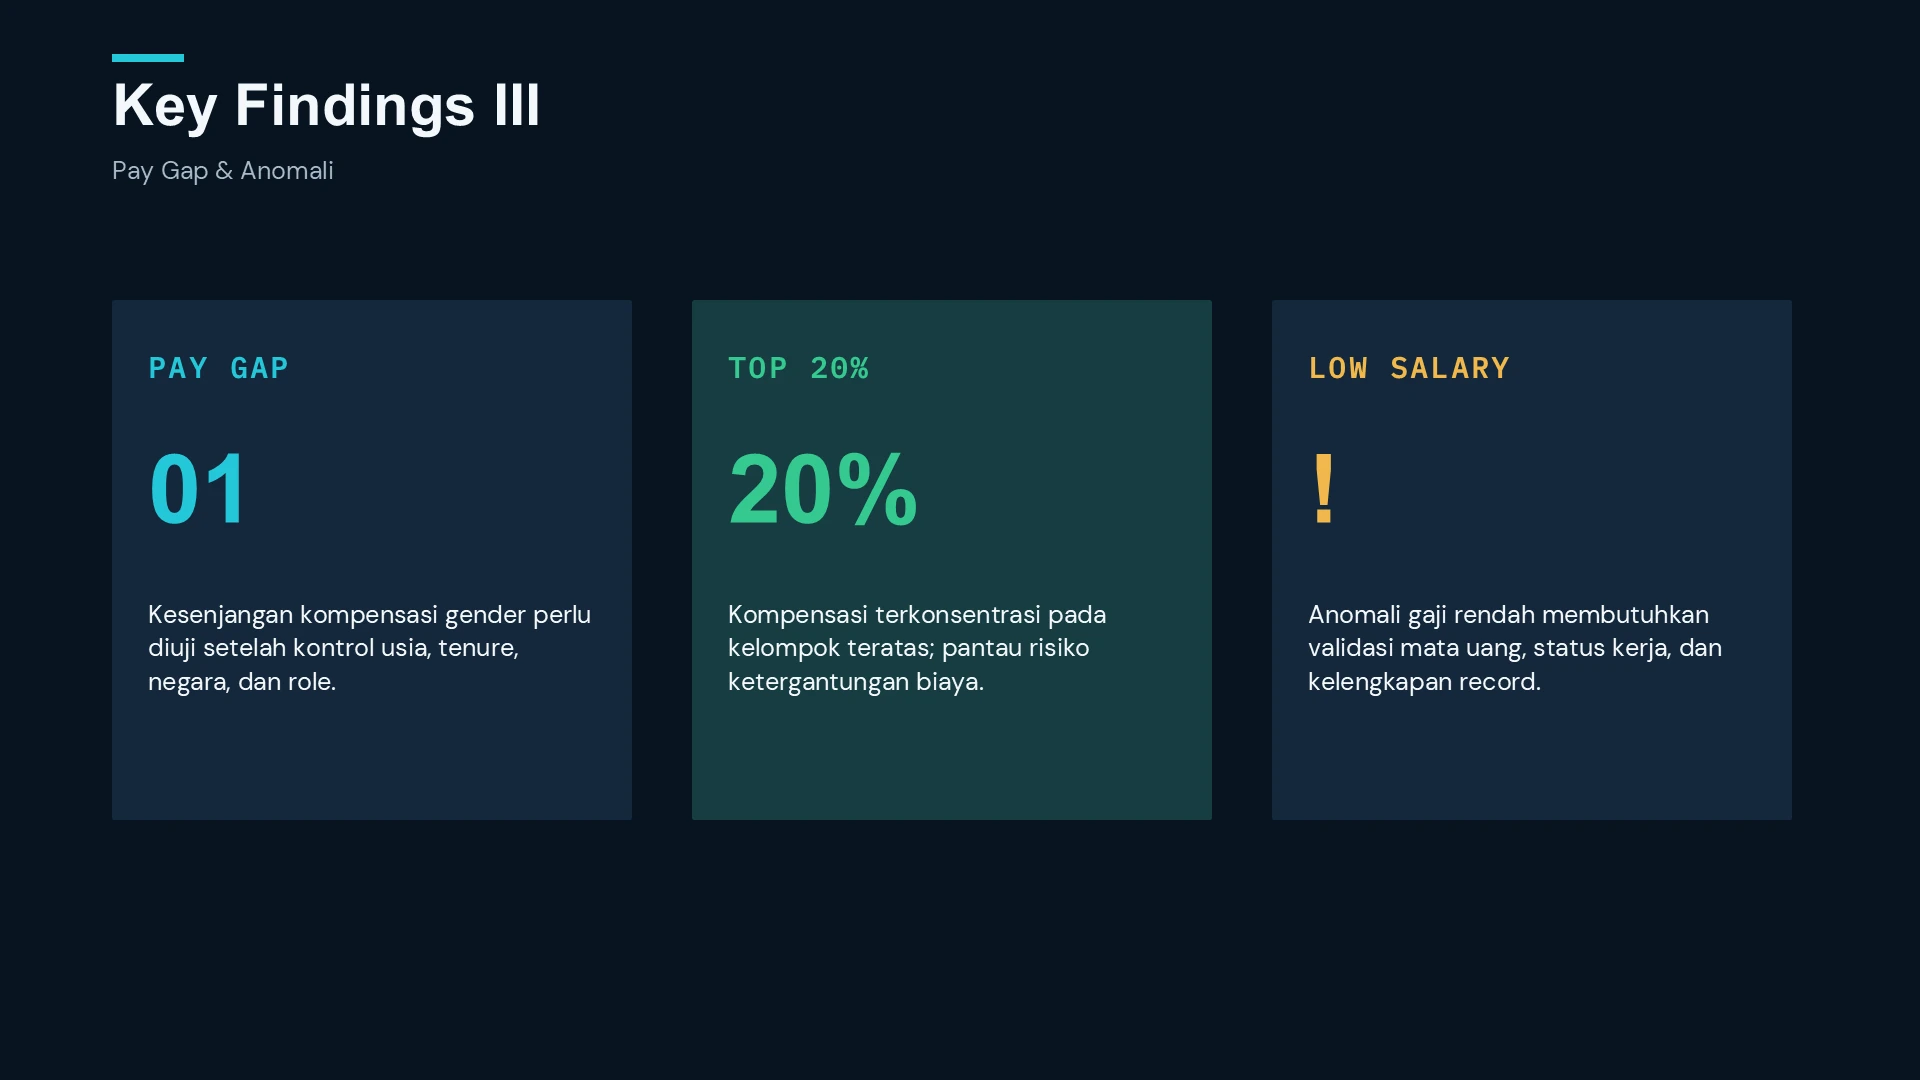 Key Findings III
Pay Gap & Anomali
PAY GAP
01
Kesenjangan kompensasi gender perlu
diuji setelah kontrol usia, tenure,
negara, dan role.
TOP 20%
20%
Kompensasi terkonsentrasi pada
kelompok teratas; pantau risiko
ketergantungan biaya.
LOW SALARY
!
Anomali gaji rendah membutuhkan
validasi mata uang, status kerja, dan
kelengkapan record.